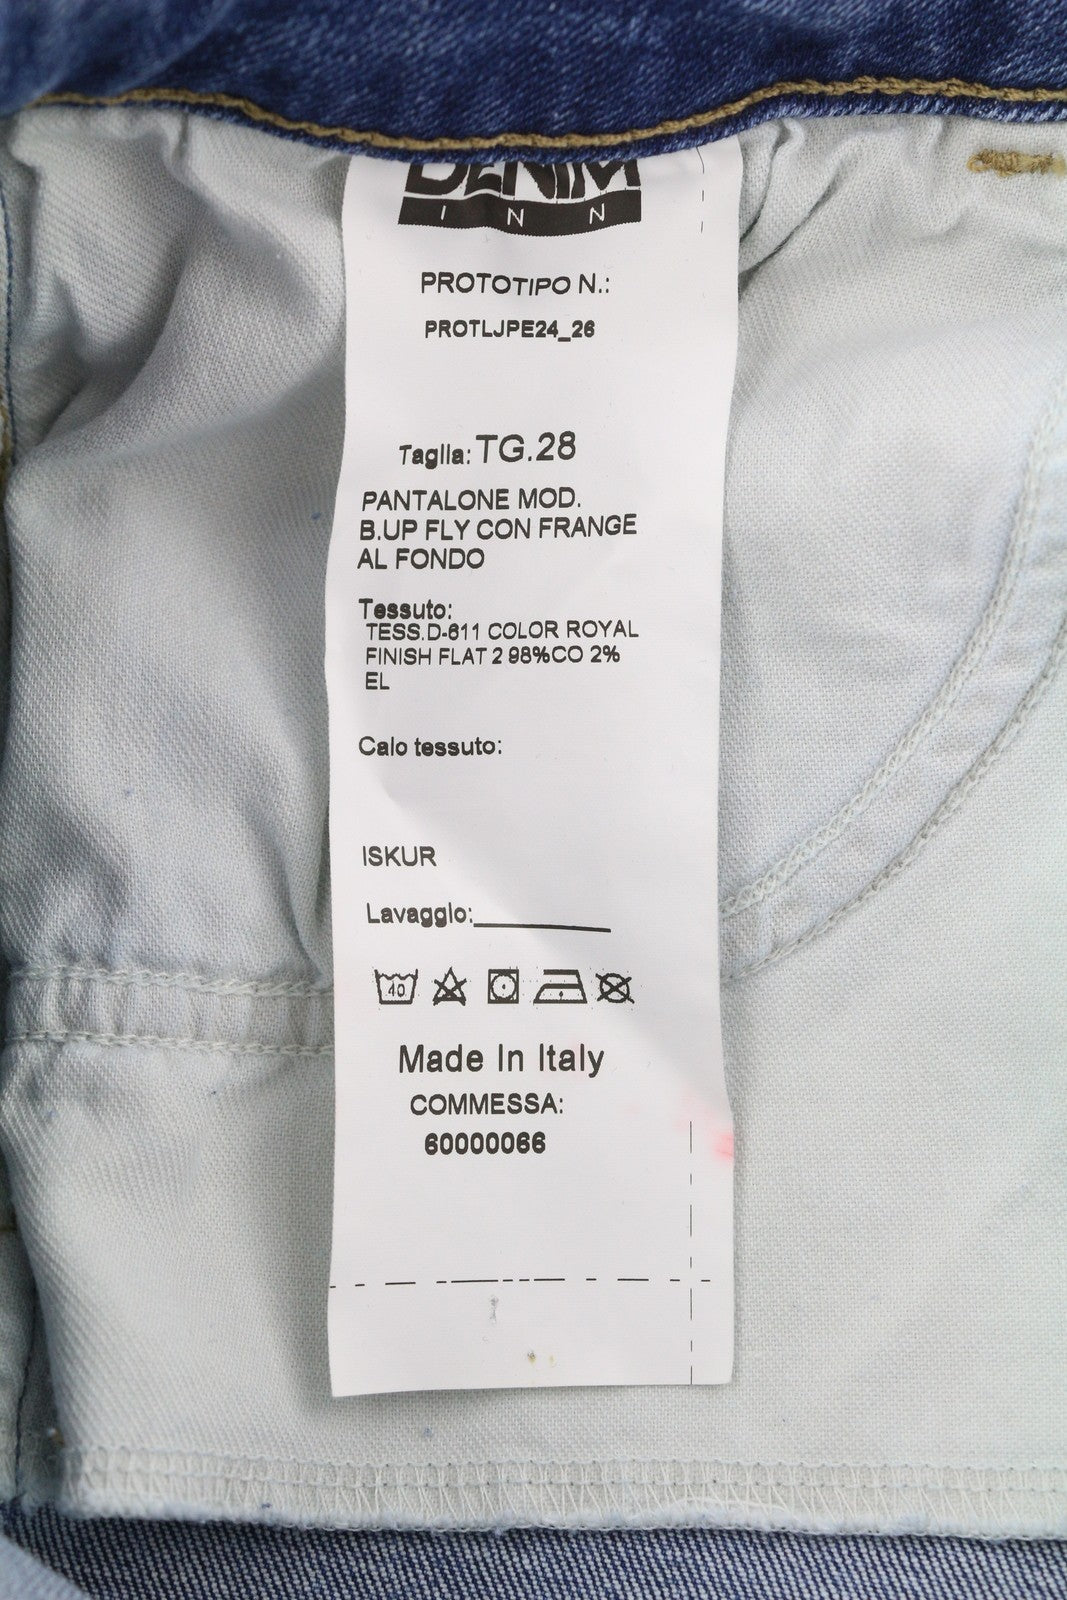 DENIM
INN
PROTOTIPO N.:
PROTLJPE24_26
Taglia: TG.28
PANTALONE MOD.
B.UP FLY CON FRANGE
AL FONDO
Tessuto:
TESS.D-611 COLOR ROYAL
FINISH FLAT 2 98%CO 2%
EL
Calo tessuto:
ISKUR
Lavaggio:
40
Made In Italy
COMMESSA:
60000066